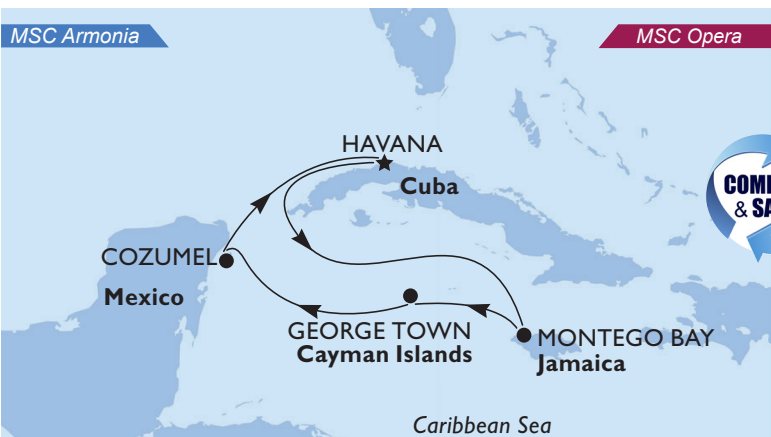 MSC Armonia
MSC Opera
HAVANA
Cuba
COZUMEL
Mexico
GEORGE TOWN
Cayman Islands
MONTEGO BAY
Jamaica
Caribbean Sea